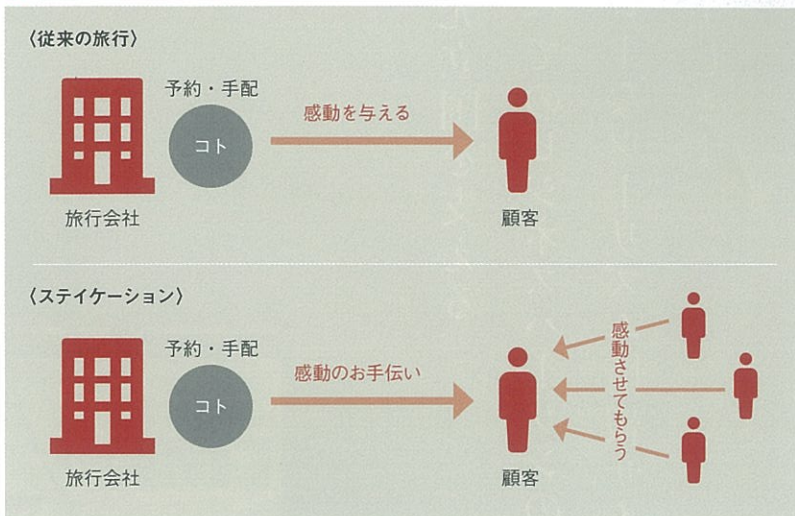 〈従来の旅行〉
予約・手配
コト
感動を与える
旅行会社
顧客
〈ステイケーション〉
予約・手配
コト
感動のお手伝い
感動させてもらう
旅行会社
顧客